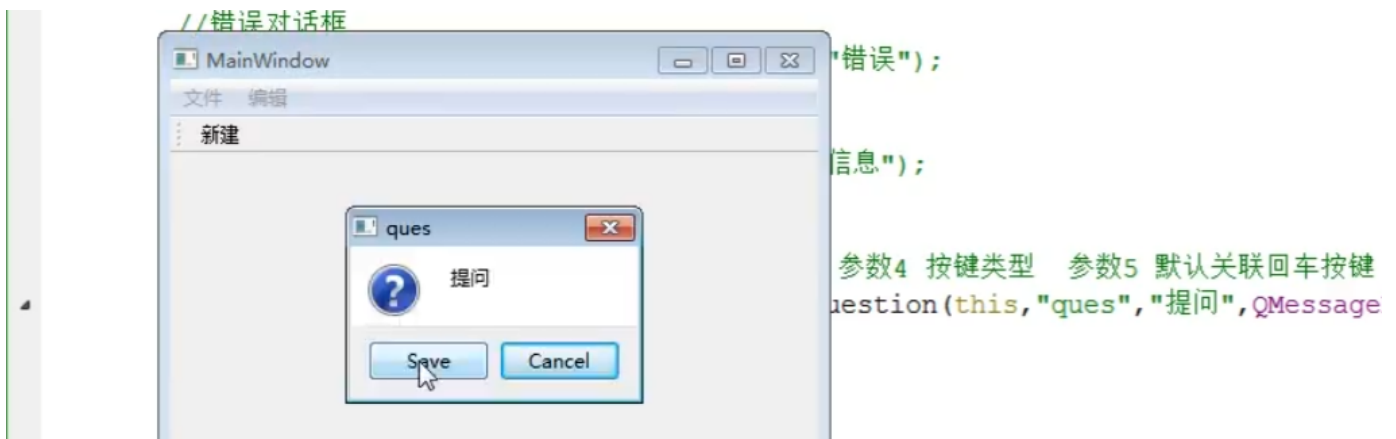 //错误对话框
MainWindow
"错误");
文件 编辑
新建
信息");
ques
提问
参数4 按键类型 参数5 默认关联回车按键
uestion(this,"ques","提问",QMessage
Save Cancel